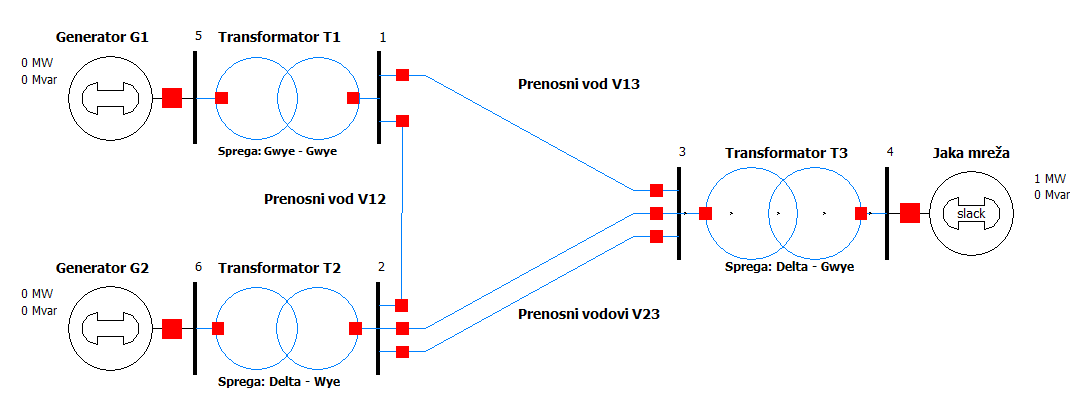 Generator G1
5
Transformator T1
1
0 MW
0 Mvar
Sprega: Gwye - Gwye
Prenosni vod V13
3
Transformator T3
4
Jaka mreža
1 MW
0 Mvar
slack
Sprega: Delta - Gwye
Prenosni vod V12
Generator G2
6
Transformator T2
2
0 MW
0 Mvar
Sprega: Delta - Wye
Prenosni vodovi V23